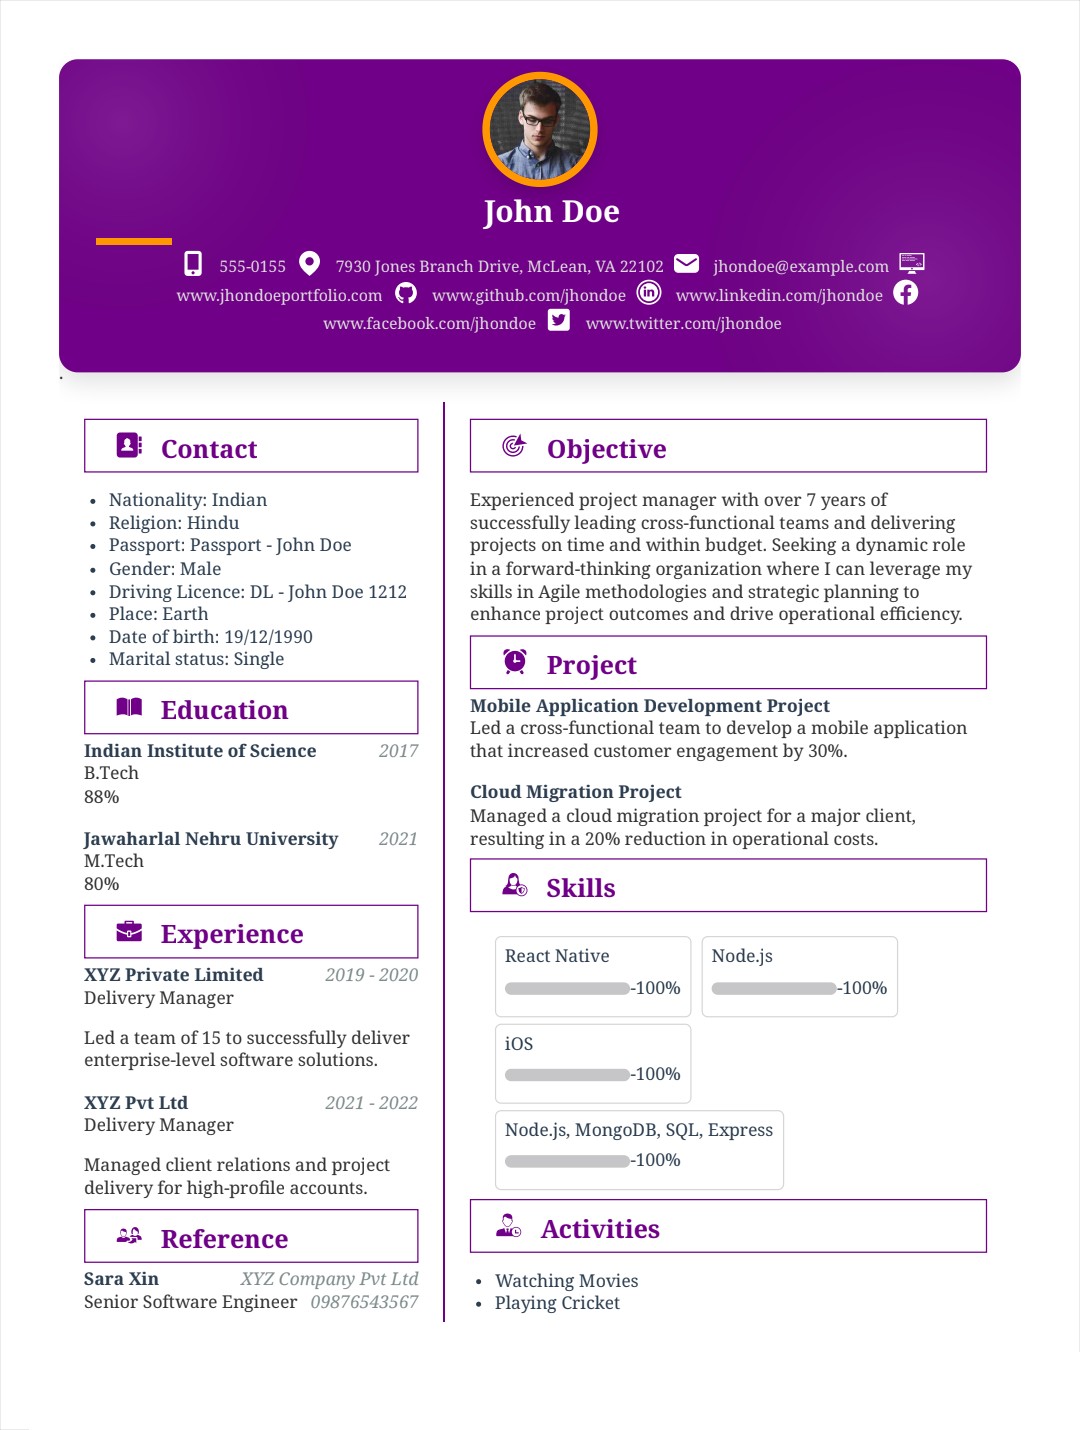 John Doe
555-0155 7930 Jones Branch Drive, McLean, VA 22102 jhondoe@example.com
www.jhondoeportfolio.com www.github.com/jhondoe www.linkedin.com/jhondoe
www.facebook.com/jhondoe www.twitter.com/jhondoe
.
Contact
• Nationality: Indian
• Religion: Hindu
• Passport: Passport - John Doe
• Gender: Male
• Driving Licence: DL - John Doe 1212
• Place: Earth
• Date of birth: 19/12/1990
• Marital status: Single
Education
Indian Institute of Science 2017
B.Tech
88%
Jawaharlal Nehru University 2021
M.Tech
80%
Experience
XYZ Private Limited 2019 - 2020
Delivery Manager
Led a team of 15 to successfully deliver
enterprise-level software solutions.
XYZ Pvt Ltd 2021 - 2022
Delivery Manager
Managed client relations and project
delivery for high-profile accounts.
Reference
Sara Xin XYZ Company Pvt Ltd
Senior Software Engineer 09876543567
Objective
Experienced project manager with over 7 years of
successfully leading cross-functional teams and delivering
projects on time and within budget. Seeking a dynamic role
in a forward-thinking organization where I can leverage my
skills in Agile methodologies and strategic planning to
enhance project outcomes and drive operational efficiency.
Project
Mobile Application Development Project
Led a cross-functional team to develop a mobile application
that increased customer engagement by 30%.
Cloud Migration Project
Managed a cloud migration project for a major client,
resulting in a 20% reduction in operational costs.
Skills
React Native
-100%
Node.js
-100%
iOS
-100%
Node.js, MongoDB, SQL, Express
-100%
Activities
• Watching Movies
• Playing Cricket